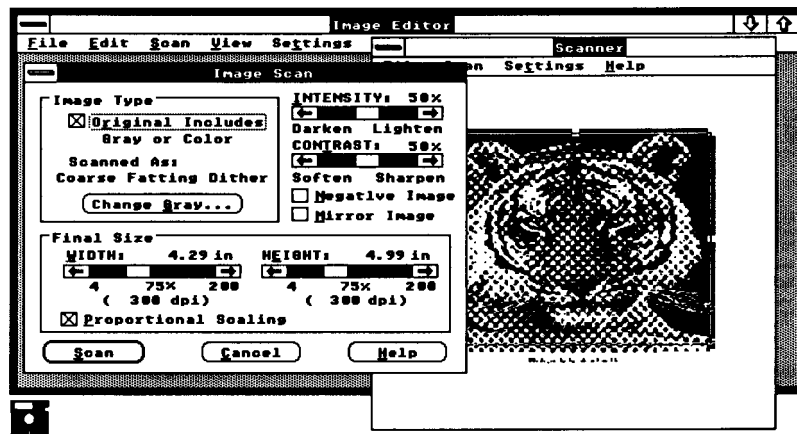 Image Editor
File Edit Scan View Settings
Scanner
Settings Help
Image Scan
Image Type
Original Includes
Gray or Color
Scanned As:
Coarse Fatting Dither
Change Gray...
INTENSITY: 50%
Darken Lighten
CONTRAST: 50%
Soften Sharpen
Negative Image
Mirror Image
Final Size
WIDTH: 4.29 in HEIGHT: 4.99 in
4 75% 200 4 75% 200
( 300 dpi) ( 300 dpi)
Proportional Scaling
Scan Cancel Help